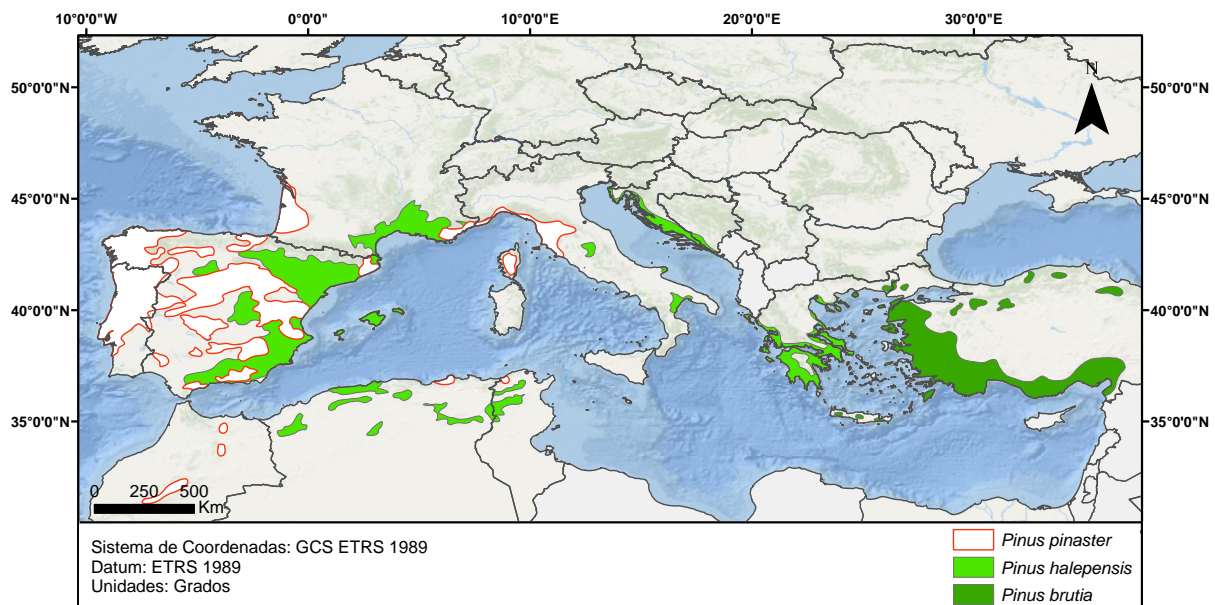 10°0'0"W 0°0'0" 10°0'0"E 20°0'0"E 30°0'0"E
N
50°0'0"N 50°0'0"N
45°0'0"N 45°0'0"N
40°0'0"N 40°0'0"N
35°0'0"N 35°0'0"N
0 250 500
Km
Sistema de Coordenadas: GCS ETRS 1989
Datum: ETRS 1989
Unidades: Grados
Pinus pinaster
Pinus halepensis
Pinus brutia